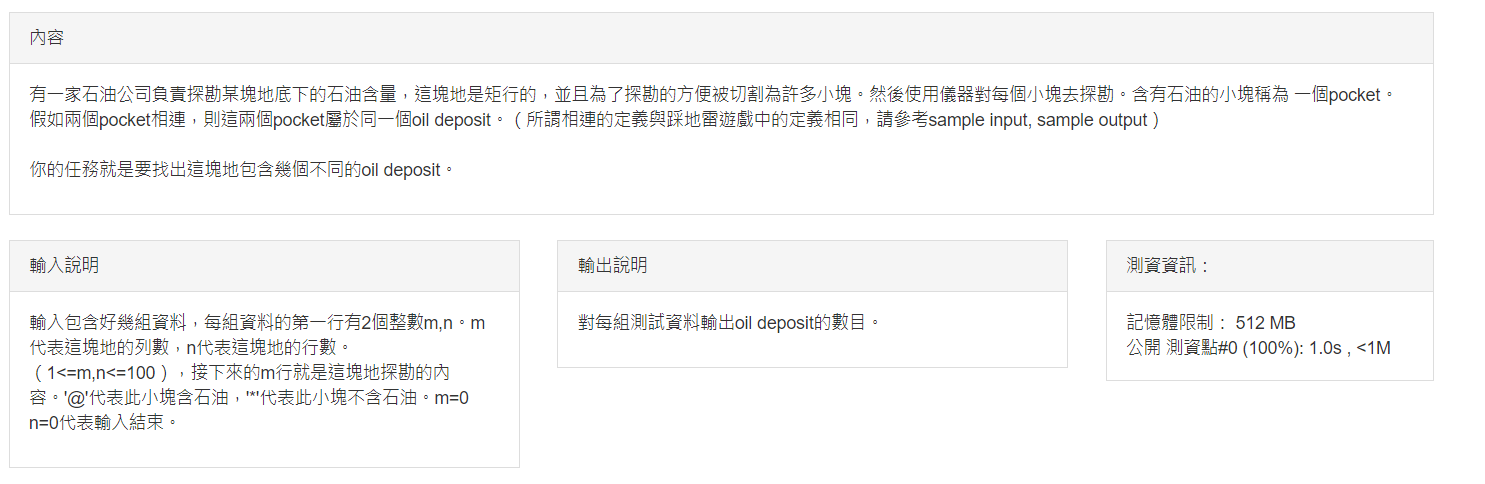 內容
有一家石油公司負責探勘某塊地底下的石油含量，這塊地是矩行的，並且為了探勘的方便被切割為許多小塊。然後使用儀器對每個小塊去探勘。含有石油的小塊稱為 一個pocket。
假如兩個pocket相連，則這兩個pocket屬於同一個oil deposit。（ 所謂相連的定義與踩地雷遊戲中的定義相同，請參考sample input, sample output ）
你的任務就是要找出這塊地包含幾個不同的oil deposit。
輸入說明
輸入包含好幾組資料，每組資料的第一行有2個整數m,n。m
代表這塊地的列數，n代表這塊地的行數。
（ 1<=m,n<=100 ），接下來的m行就是這塊地探勘的內
容。'@'代表此小塊含石油，'*'代表此小塊不含石油。m=0
n=0代表輸入結束。
輸出說明
對每組測試資料輸出oil deposit的數目。
測資資訊：
記憶體限制： 512 MB
公開 測資點#0 (100%): 1.0s , <1M